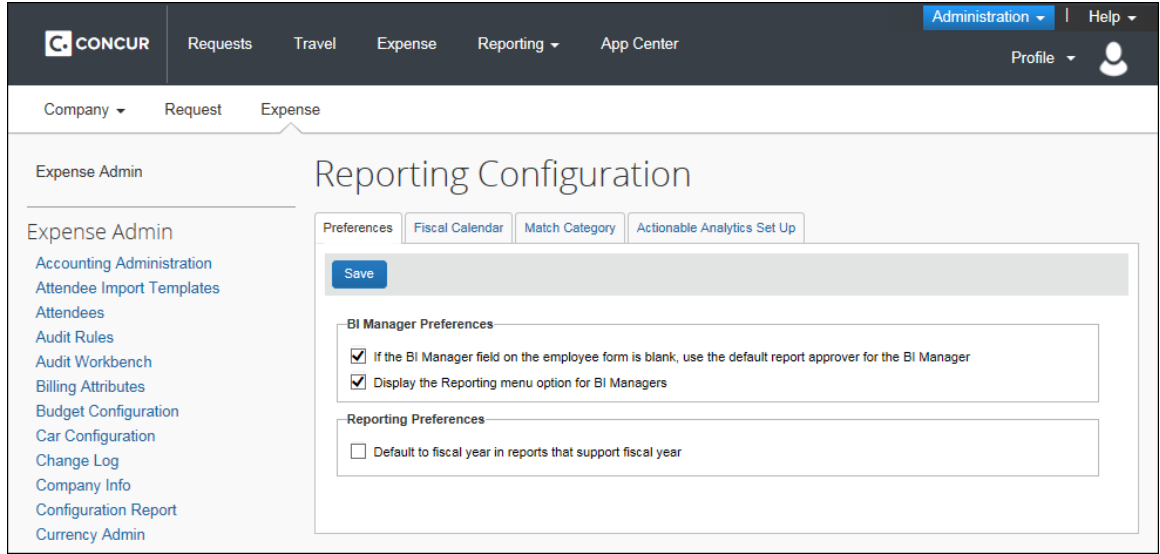 Administration
Help
C. CONCUR
Requests
Travel
Expense
Reporting
App Center
Profile
Company
Request
Expense
Expense Admin
Expense Admin
Accounting Administration
Attendee Import Templates
Attendees
Audit Rules
Audit Workbench
Billing Attributes
Budget Configuration
Car Configuration
Change Log
Company Info
Configuration Report
Currency Admin
Reporting Configuration
Preferences
Fiscal Calendar
Match Category
Actionable Analytics Set Up
Save
BI Manager Preferences
If the BI Manager field on the employee form is blank, use the default report approver for the BI Manager
Display the Reporting menu option for BI Managers
Reporting Preferences
Default to fiscal year in reports that support fiscal year